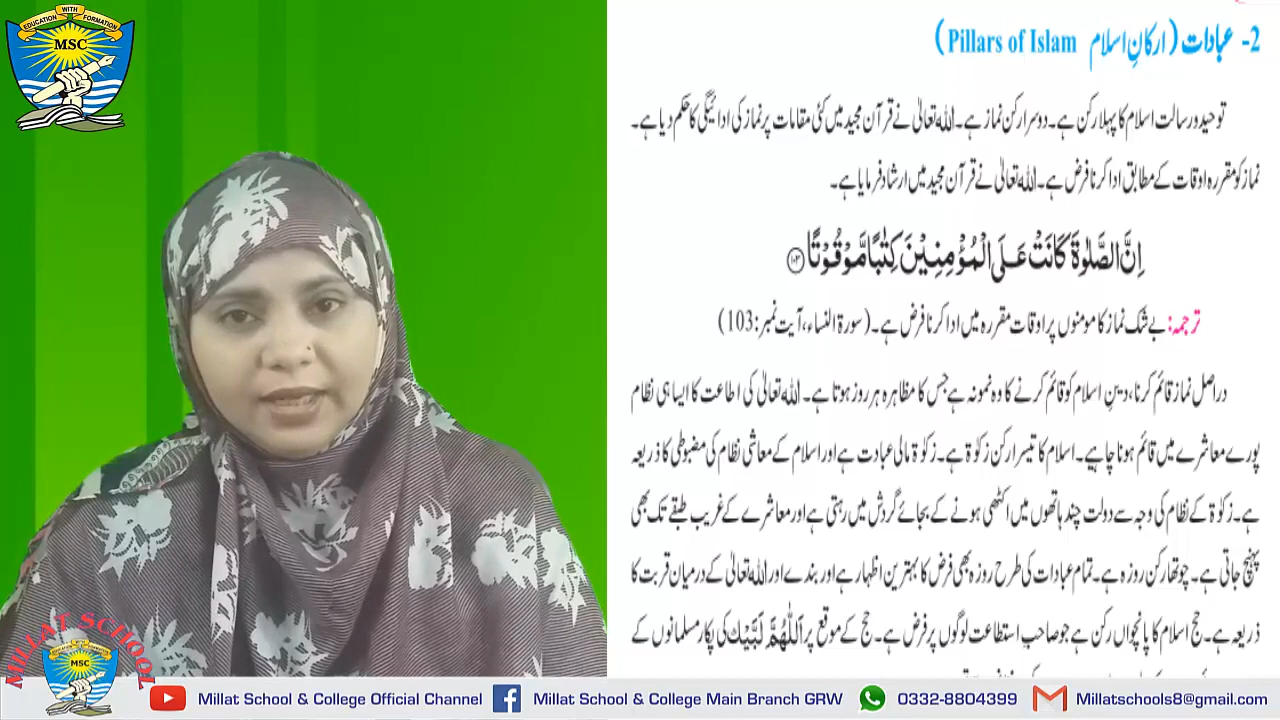 EDUCATION WITH FORMATION
MSC
2- عبادات (ارکانِ اسلام Pillars of Islam)
توحید و رسالت اسلام کا پہلا رکن ہے۔ دوسرا رکن نماز ہے۔ اللہ تعالیٰ نے قرآن مجید میں کئی مقامات پر نماز کی ادائیگی کا حکم دیا ہے۔
نماز کو مقررہ اوقات کے مطابق ادا کرنا فرض ہے۔ اللہ تعالیٰ نے قرآن مجید میں ارشاد فرمایا ہے۔
اِنَّ الصَّلٰوةَ كَانَتْ عَلَى الْمُؤْمِنِيْنَ كِتٰبًا مَّوْقُوْتًا ﴿۱۰۳﴾
ترجمہ: بے شک نماز کا مومنوں پر اوقات مقررہ میں ادا کرنا فرض ہے۔ (سورۃ النساء، آیت نمبر: 103)
دراصل نماز قائم کرنا، دینِ اسلام کو قائم کرنے کا وہ نمونہ ہے جس کا مظاہرہ ہر روز ہوتا ہے۔ اللہ تعالیٰ کی اطاعت کا ایسا ہی نظام
پورے معاشرے میں قائم ہونا چاہیے۔ اسلام کا تیسرا رکن زکوٰۃ ہے۔ زکوٰۃ مالی عبادت ہے اور اسلام کے معاشی نظام کی مضبوطی کا ذریعہ
ہے۔ زکوٰۃ کے نظام کی وجہ سے دولت چند ہاتھوں میں اکٹھی ہونے کے بجائے گردش میں رہتی ہے اور معاشرے کے غریب طبقے تک بھی
پہنچ جاتی ہے۔ چوتھا رکن روزہ ہے۔ تمام عبادات کی طرح روزہ بھی فرض کا بہترین اظہار ہے اور بندے اور اللہ تعالیٰ کے درمیان قربت کا
ذریعہ ہے۔ حج اسلام کا پانچواں رکن ہے جو صاحب استطاعت لوگوں پر فرض ہے۔ حج کے موقع پر اَللّٰهُمَّ لَبَّيْك کی پکار مسلمانوں کے
MILLAT SCHOOL
MSC
Millat School & College Official Channel
Millat School & College Main Branch GRW
0332-8804399
Millatschools8@gmail.com